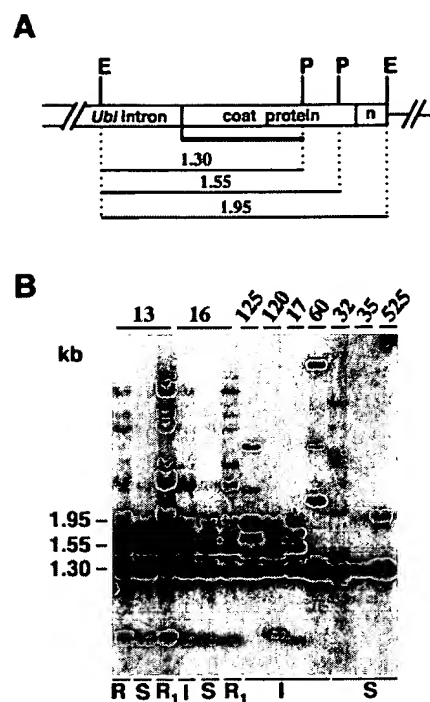 A
E P P E
Ubi intron coat protein n
1.30
1.55
1.95
B
13 16 125 120 17 60 32 35 525
kb
1.95
1.55
1.30
R S R1 I S R1 I S